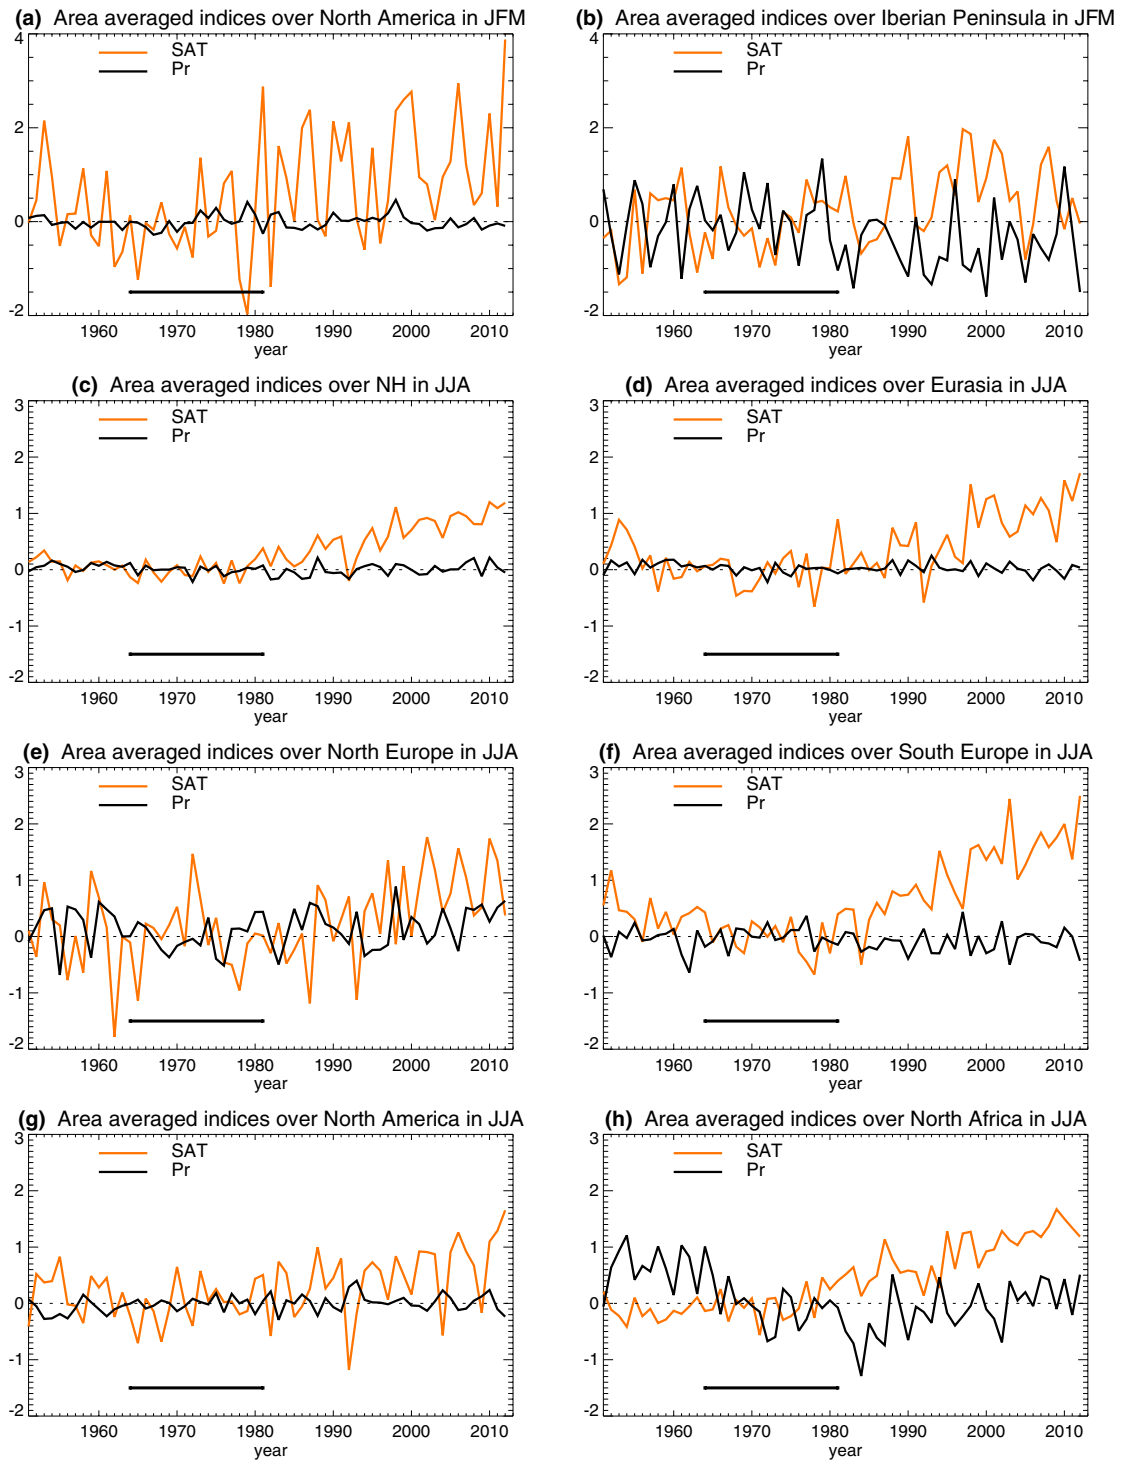 (a) Area averaged indices over North America in JFM
4
2
0
-2
SAT
Pr
1960 1970 1980 1990 2000 2010
year
(b) Area averaged indices over Iberian Peninsula in JFM
4
2
0
-2
SAT
Pr
1960 1970 1980 1990 2000 2010
year
(c) Area averaged indices over NH in JJA
3
2
1
0
-1
-2
SAT
Pr
1960 1970 1980 1990 2000 2010
year
(d) Area averaged indices over Eurasia in JJA
3
2
1
0
-1
-2
SAT
Pr
1960 1970 1980 1990 2000 2010
year
(e) Area averaged indices over North Europe in JJA
3
2
1
0
-1
-2
SAT
Pr
1960 1970 1980 1990 2000 2010
year
(f) Area averaged indices over South Europe in JJA
3
2
1
0
-1
-2
SAT
Pr
1960 1970 1980 1990 2000 2010
year
(g) Area averaged indices over North America in JJA
3
2
1
0
-1
-2
SAT
Pr
1960 1970 1980 1990 2000 2010
year
(h) Area averaged indices over North Africa in JJA
3
2
1
0
-1
-2
SAT
Pr
1960 1970 1980 1990 2000 2010
year